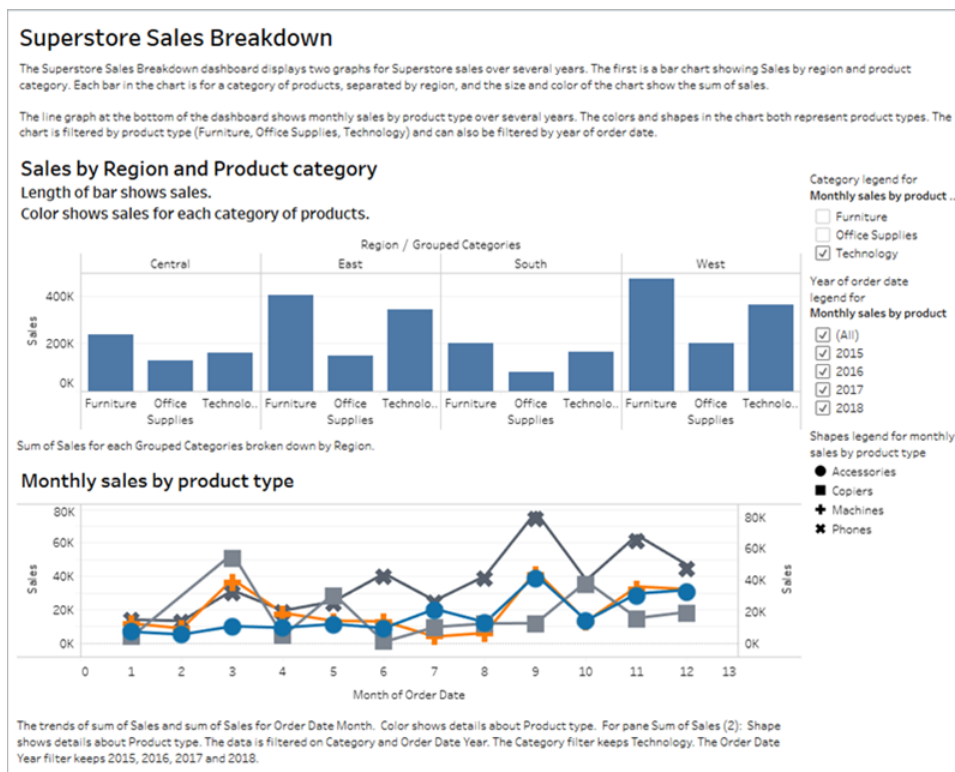 Superstore Sales Breakdown
The Superstore Sales Breakdown dashboard displays two graphs for Superstore sales over several years. The first is a bar chart showing Sales by region and product
category. Each bar in the chart is for a category of products, separated by region, and the size and color of the chart show the sum of sales.
The line graph at the bottom of the dashboard shows monthly sales by product type over several years. The colors and shapes in the chart both represent product types. The
chart is filtered by product type (Furniture, Office Supplies, Technology) and can also be filtered by year of order date.
Sales by Region and Product category
Length of bar shows sales.
Color shows sales for each category of products.
Region / Grouped Categories
Central East South West
Sales
400K
200K
0K
Furniture Office Technolo.. Furniture Office Technolo.. Furniture Office Technolo.. Furniture Office Technolo..
Supplies Supplies Supplies Supplies
Sum of Sales for each Grouped Categories broken down by Region.
Category legend for
Monthly sales by product ..
Furniture
Office Supplies
Technology
Year of order date
legend for
Monthly sales by product
(All)
2015
2016
2017
2018
Shapes legend for monthly
sales by product type
Accessories
Copiers
Machines
Phones
Monthly sales by product type
80K 80K
60K 60K
Sales Sales
40K 40K
20K 20K
0K 0K
0 1 2 3 4 5 6 7 8 9 10 11 12 13
Month of Order Date
The trends of sum of Sales and sum of Sales for Order Date Month. Color shows details about Product type. For pane Sum of Sales (2): Shape
shows details about Product type. The data is filtered on Category and Order Date Year. The Category filter keeps Technology. The Order Date
Year filter keeps 2015, 2016, 2017 and 2018.